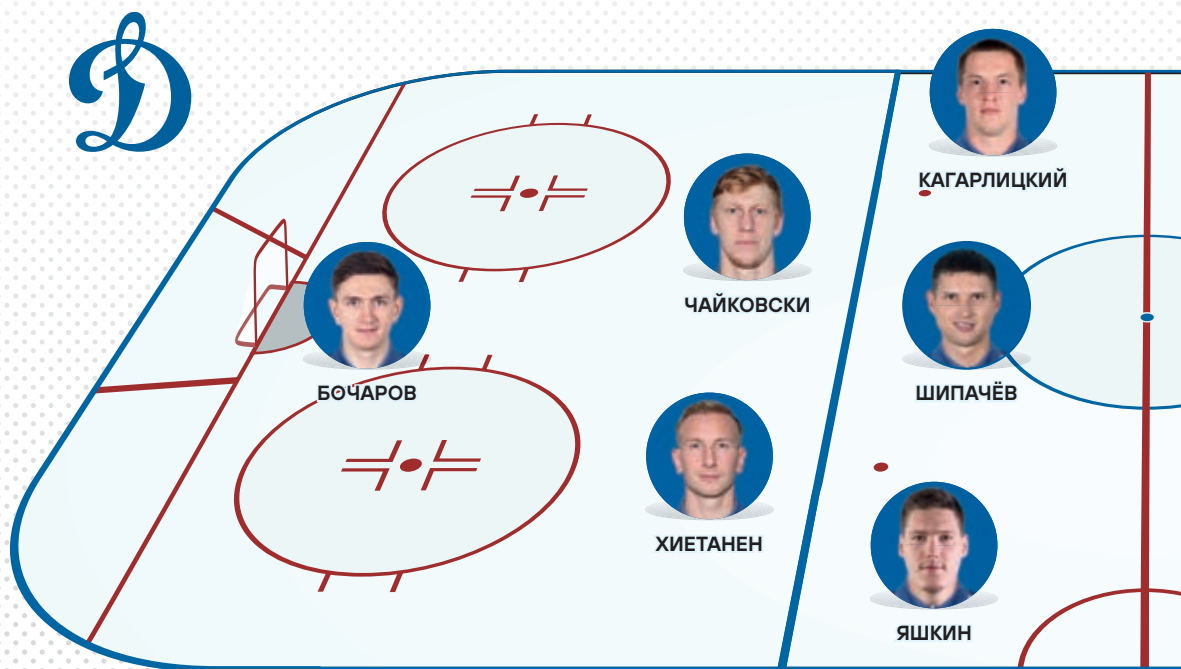 Д
КАГАРЛИЦКИЙ
ЧАЙКОВСКИ
БОЧАРОВ
ШИПАЧЁВ
ХИЕТАНЕН
ЯШКИН